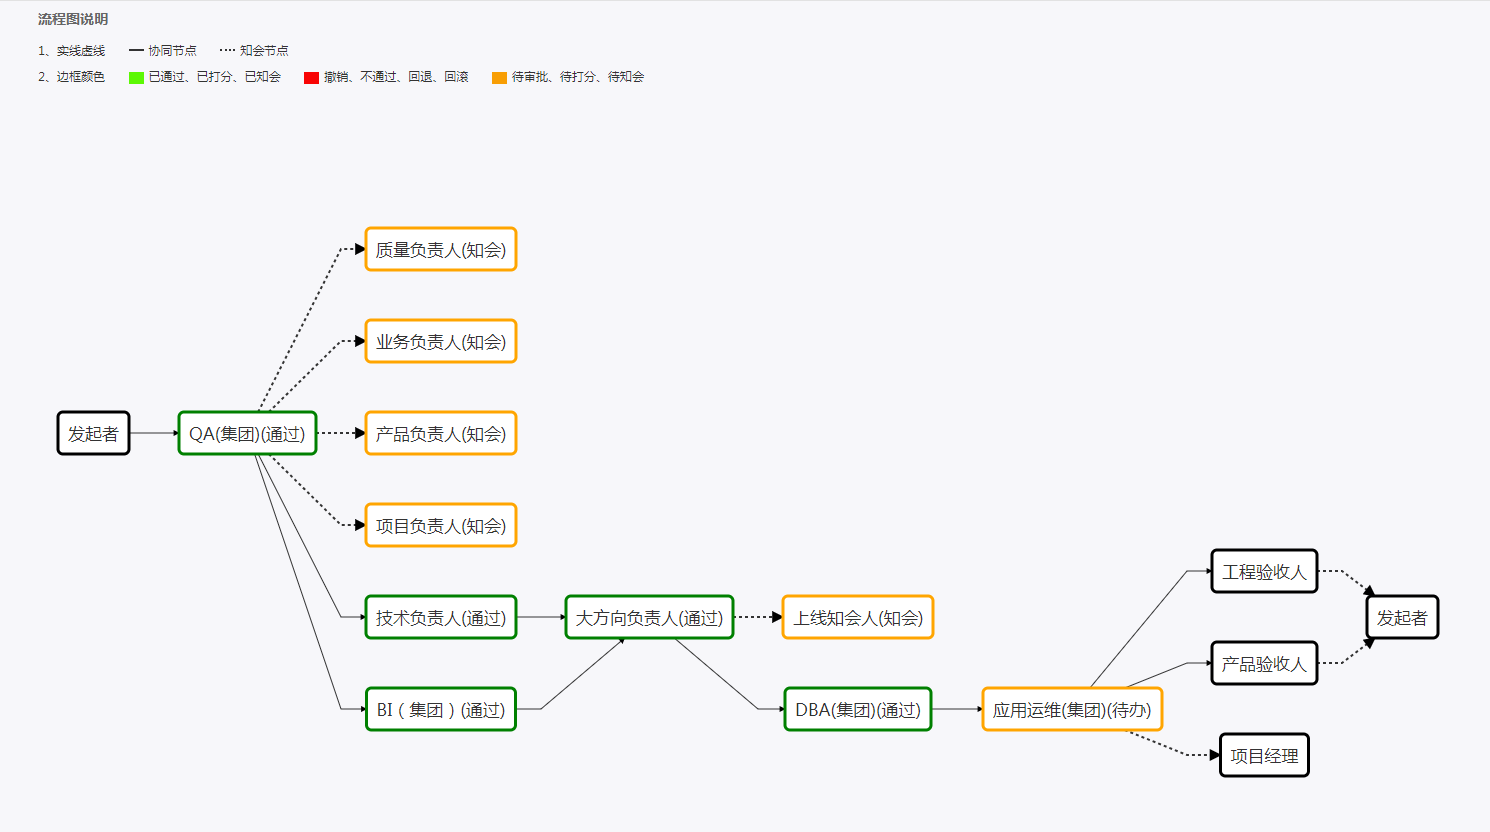 流程图说明
1、实线虚线 协同节点 知会节点
2、边框颜色 已通过、已打分、已知会 撤销、不通过、回退、回滚 待审批、待打分、待知会
质量负责人(知会)
业务负责人(知会)
发起者 QA(集团)(通过) 产品负责人(知会)
项目负责人(知会)
工程验收人
技术负责人(通过) 大方向负责人(通过) 上线知会人(知会) 发起者
产品验收人
BI（集团）(通过) DBA(集团)(通过) 应用运维(集团)(待办)
项目经理